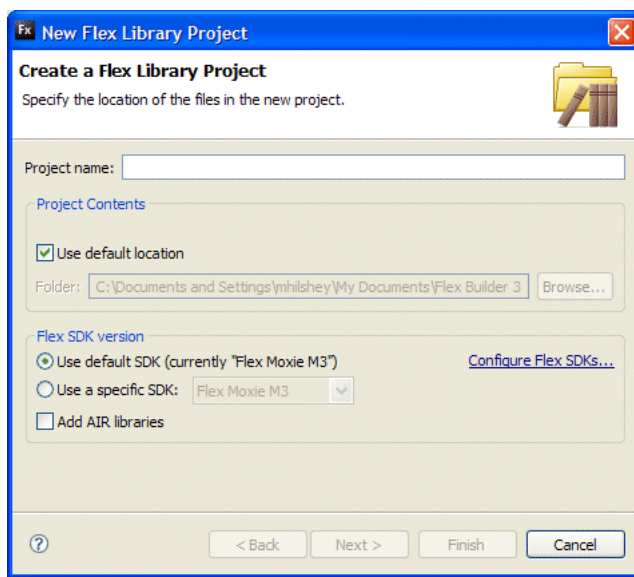 Fx New Flex Library Project
Create a Flex Library Project
Specify the location of the files in the new project.
Project name:
Project Contents
Use default location
Folder: C:\Documents and Settings\mhilshey\My Documents\Flex Builder 3 Browse...
Flex SDK version
Use default SDK (currently "Flex Moxie M3") Configure Flex SDKs...
Use a specific SDK: Flex Moxie M3
Add AIR libraries
? < Back Next > Finish Cancel